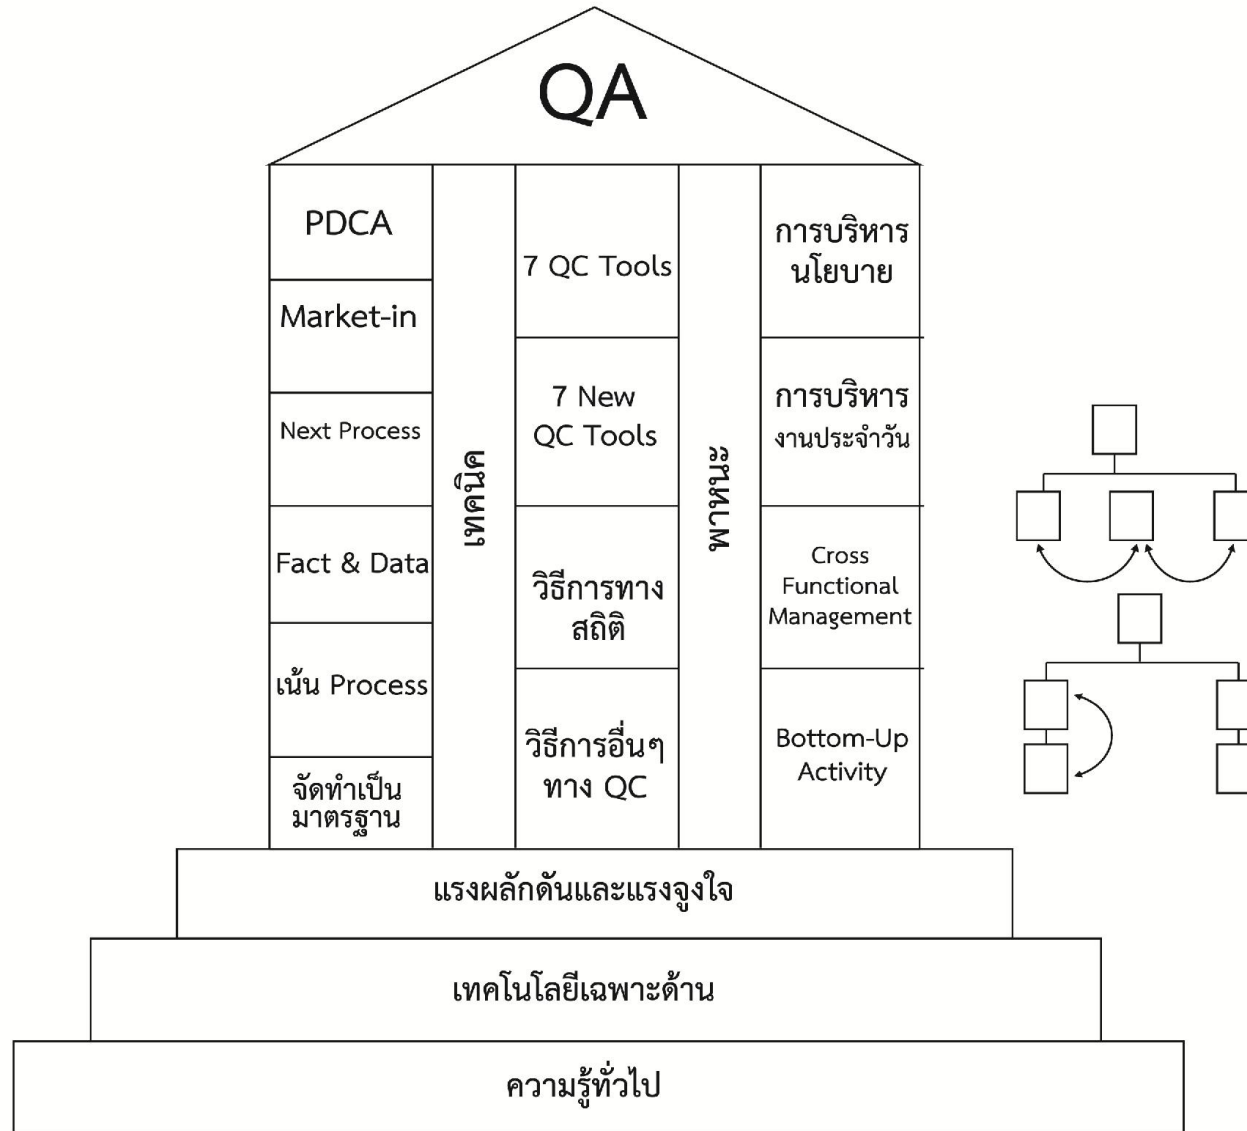 QA
PDCA
Market-in
Next Process
Fact & Data
เน้น Process
จัดทำเป็น
มาตรฐาน
เทคนิค
7 QC Tools
7 New
QC Tools
วิธีการทาง
สถิติ
วิธีการอื่นๆ
ทาง QC
พาหนะ
การบริหาร
นโยบาย
การบริหาร
งานประจำวัน
Cross
Functional
Management
Bottom-Up
Activity
แรงผลักดันและแรงจูงใจ
เทคโนโลยีเฉพาะด้าน
ความรู้ทั่วไป